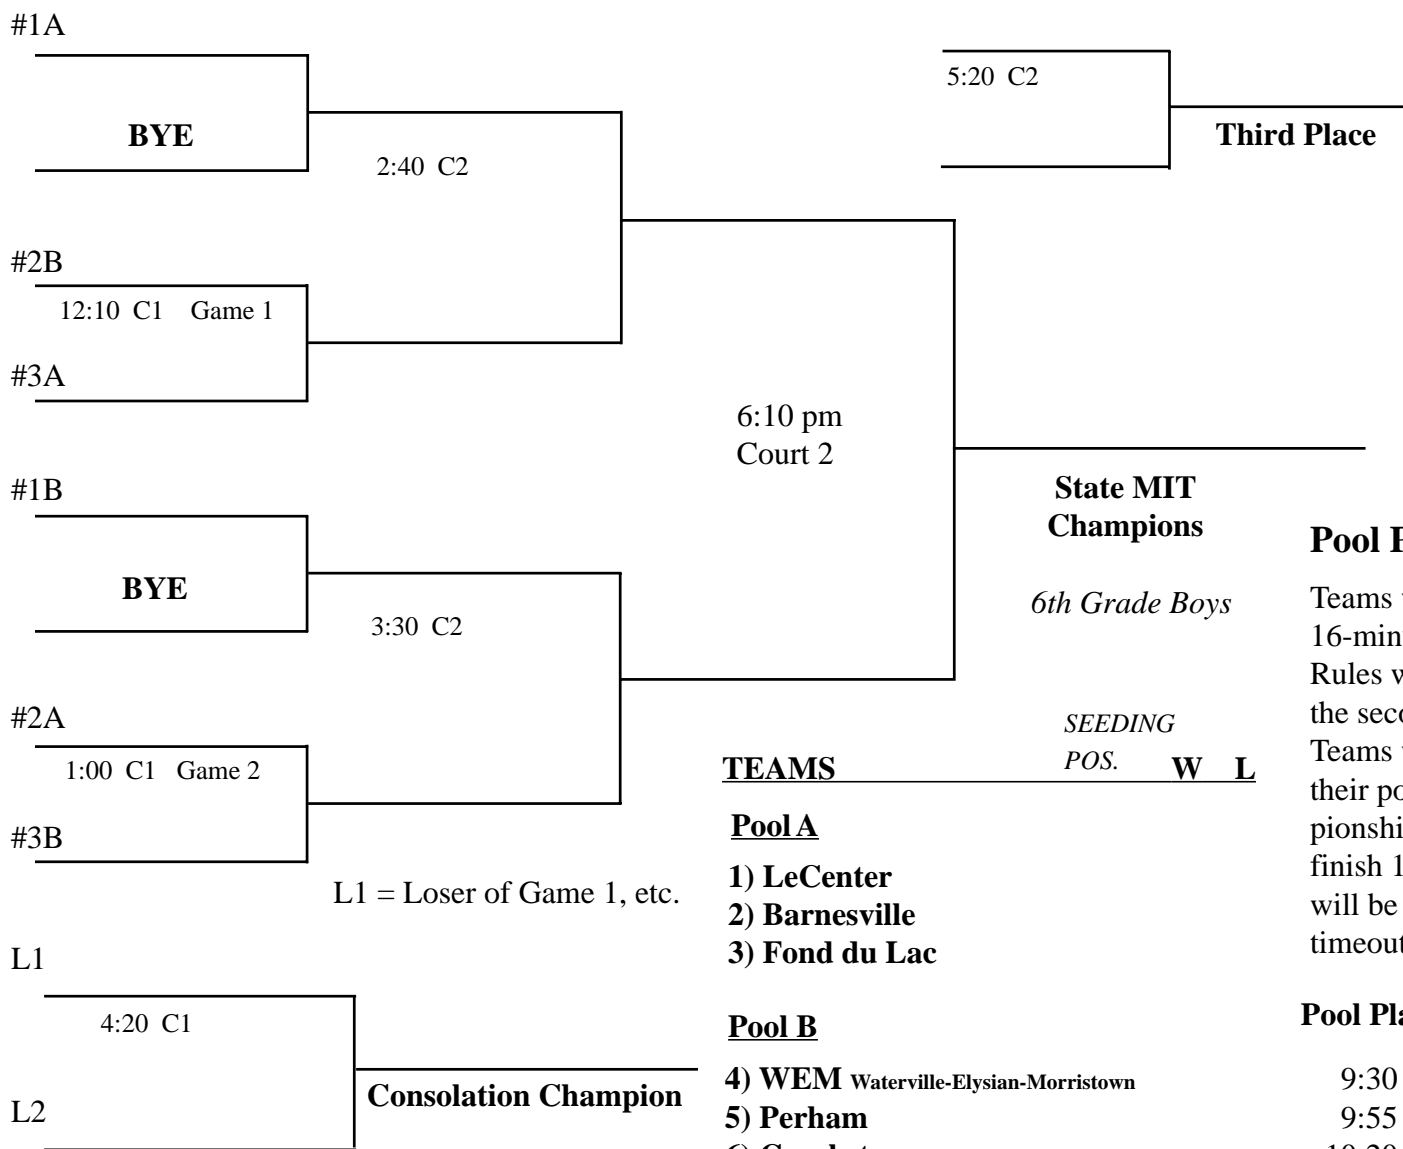 #1A
BYE
2:40 C2
#2B
12:10 C1 Game 1
#3A
5:20 C2
Third Place
6:10 pm
Court 2
#1B
BYE
3:30 C2
#2A
1:00 C1 Game 2
#3B
State MIT
Champions
6th Grade Boys
L1 = Loser of Game 1, etc.
L1
4:20 C1
L2
Consolation Champion
SEEDING
TEAMS POS. W L
Pool A
1) LeCenter
2) Barnesville
3) Fond du Lac
Pool B
4) WEM Waterville-Elysian-Morristown
5) Perham
Pool
Teams
16-min
Rules
the
Teams
their
finish 1
will be
timeout
Pool
9:30
9:55